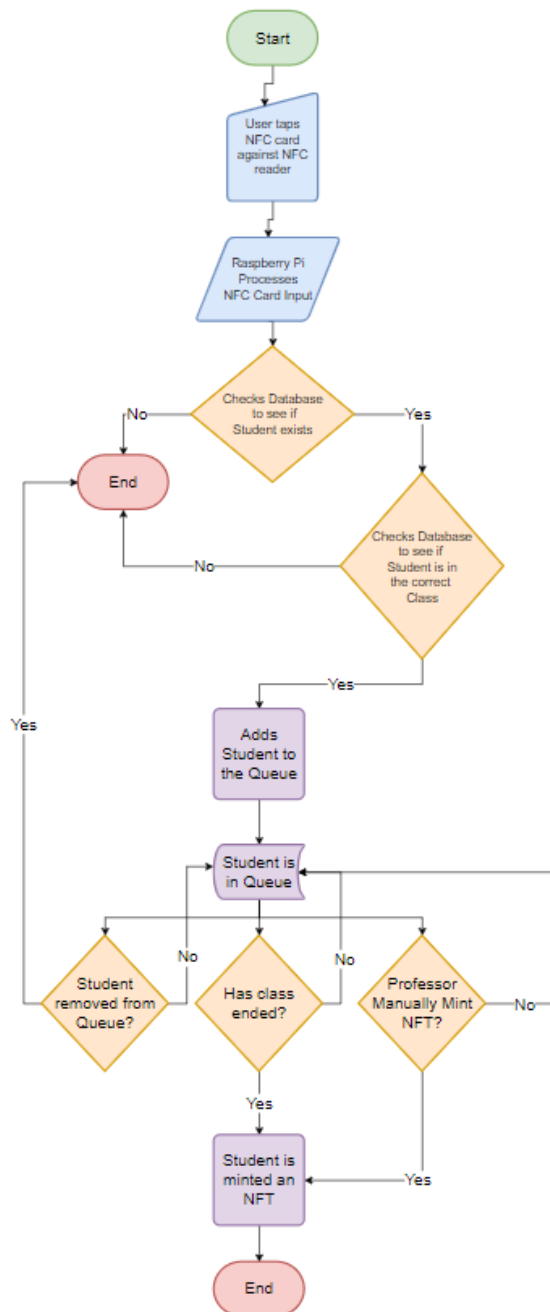 Start
User taps
NFC card
against NFC
reader
Raspberry Pi
Processes
NFC Card Input
Checks Database
to see if
Student exists
No
Yes
End
Checks Database
to see if
Student is in
the correct
Class
No
Yes
Yes
Adds
Student to
the Queue
Student is
in Queue
No
No
Student
removed from
Queue?
Has class
ended?
Professor
Manually Mint
NFT?
No
Yes
Student is
minted an
NFT
Yes
End